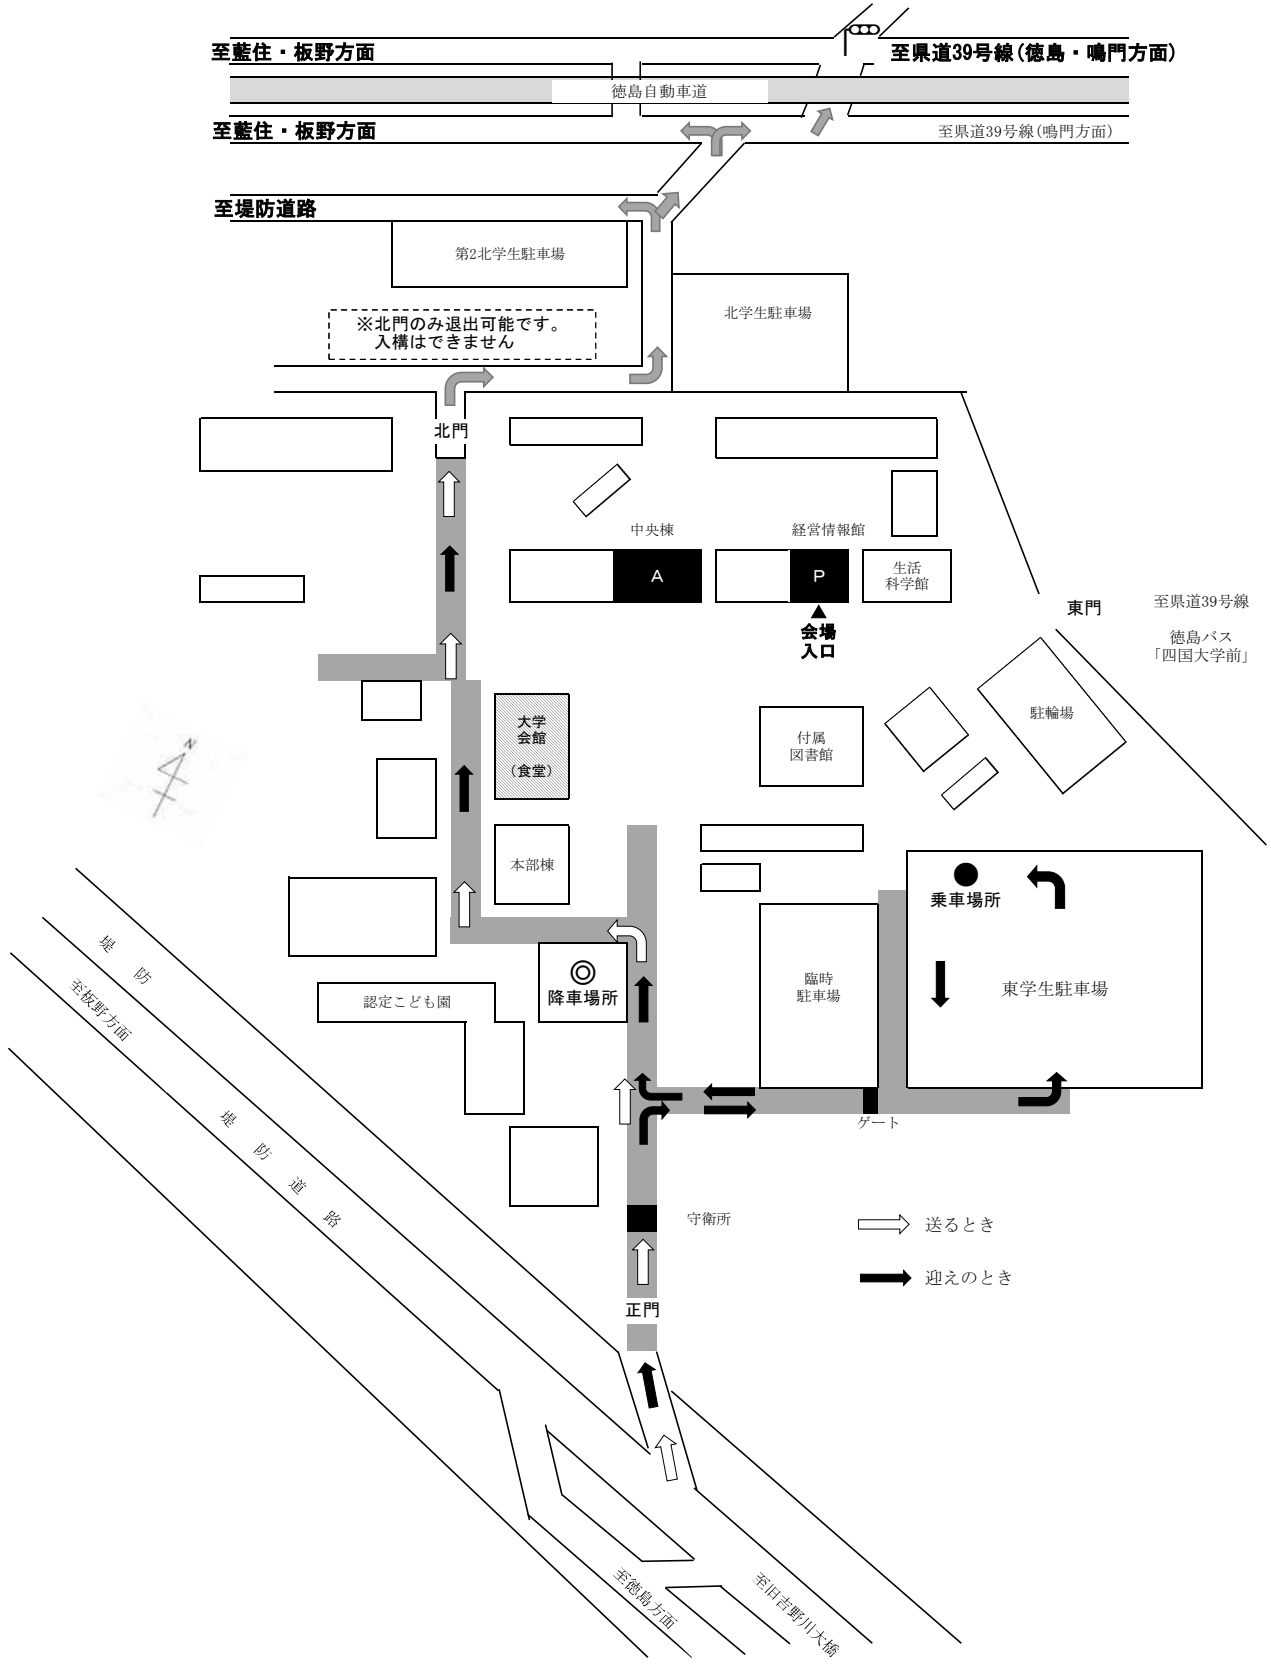 至藍住・板野方面
至県道39号線(徳島・鳴門方面)
徳島自動車道
至藍住・板野方面
至県道39号線(鳴門方面)
至堤防道路
第2北学生駐車場
北学生駐車場
※北門のみ退出可能です。
入構はできません
北門
中央棟
経営情報館
A
P
生活
科学館
会場
入口
東門
至県道39号線
徳島バス
「四国大学前」
大学
会館
(食堂)
付属
図書館
駐輪場
N
本部棟
乗車場所
堤防
至板野方面
認定こども園
降車場所
臨時
駐車場
東学生駐車場
ゲート
堤防道路
守衛所
送るとき
迎えのとき
正門
至徳島方面
至旧吉野川大橋